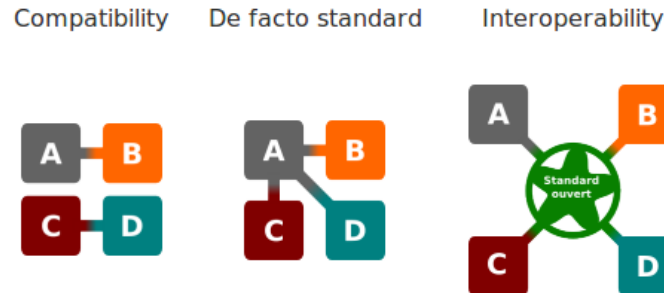 Compatibility
De facto standard
Interoperability
A
B
C
D
A
B
C
D
A
B
Standard
ouvert
C
D